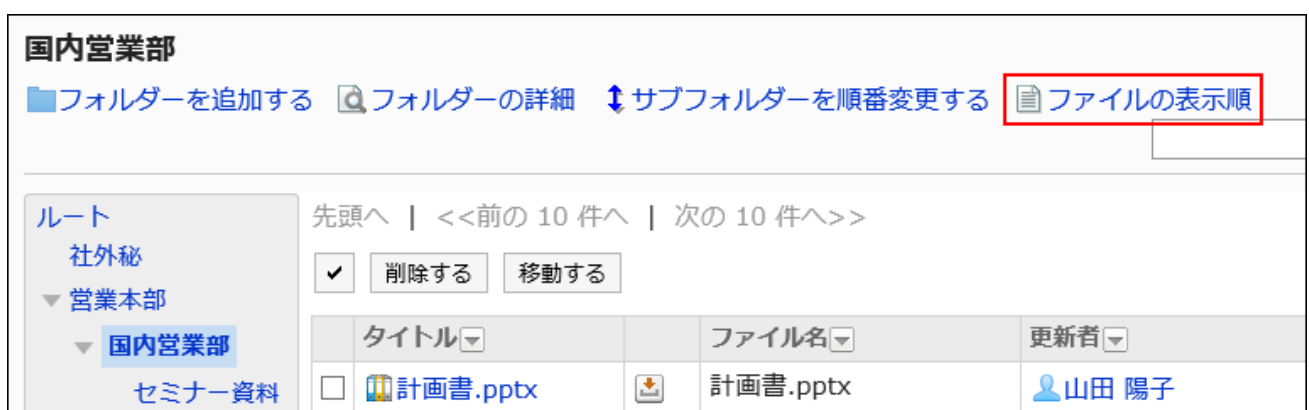 国内営業部
フォルダーを追加する フォルダーの詳細 サブフォルダーを順番変更する ファイルの表示順
ルート
社外秘
営業本部
国内営業部
セミナー資料
先頭へ | <<前の 10 件へ | 次の 10 件へ>>
削除する 移動する
タイトル ファイル名 更新者
計画書.pptx 計画書.pptx 山田 陽子